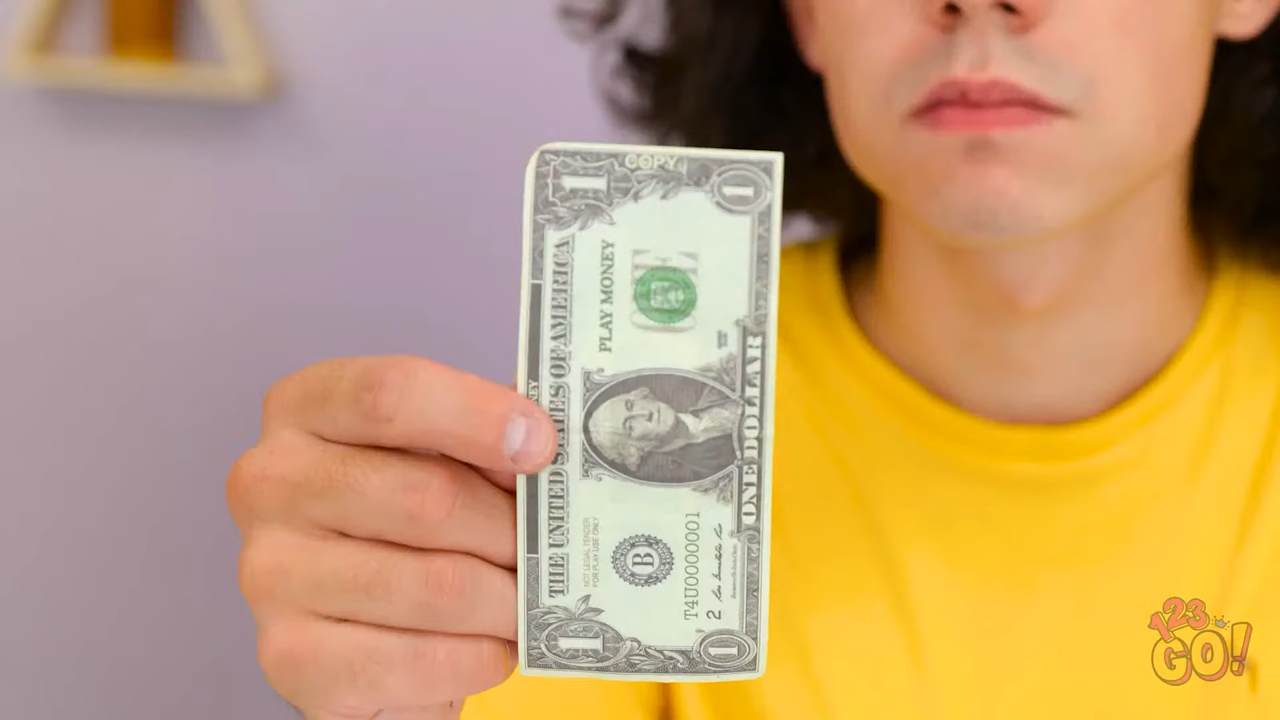 COPY
1
1
THE UNITED STATES OF AMERICA
PLAY MONEY
ONE DOLLAR
NOT LEGAL TENDER
FOR PLAY USE ONLY
B
T4U0000001
2
1
1
123
GO!